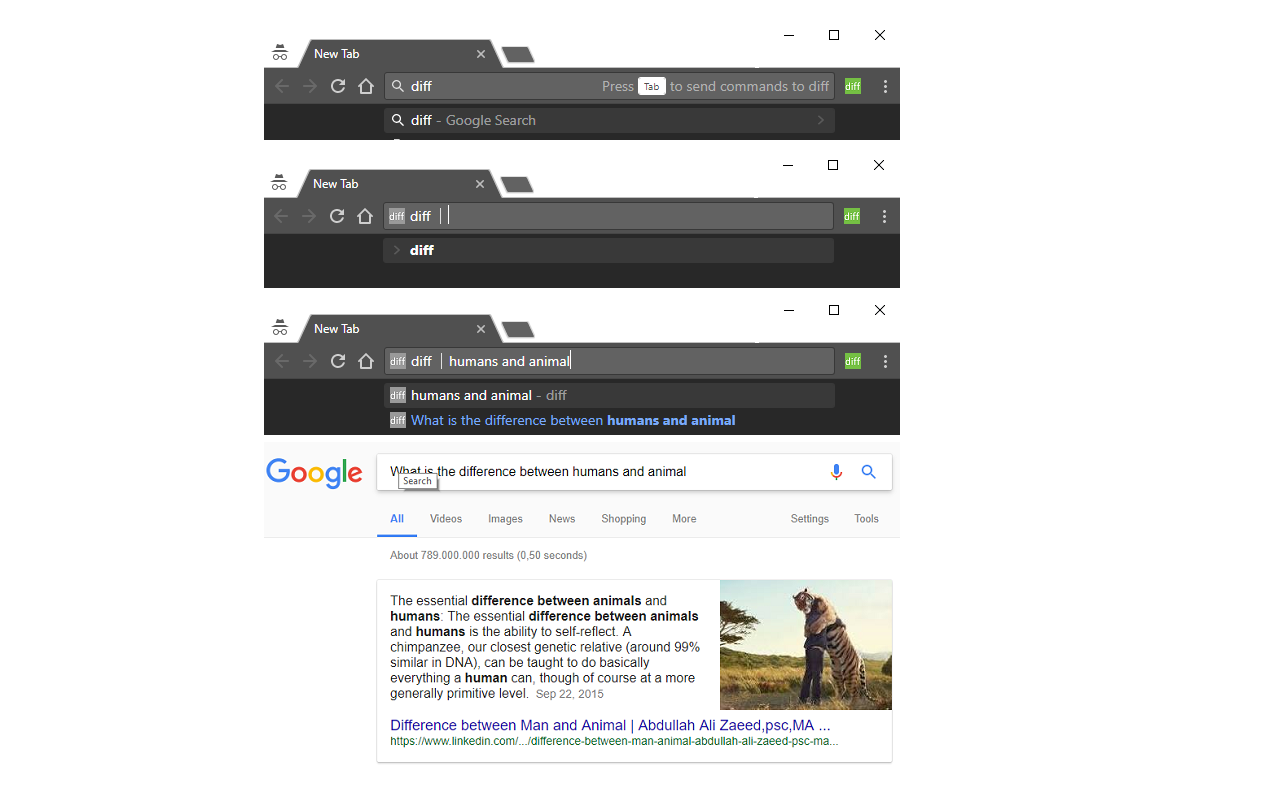 New Tab
diff Press Tab to send commands to diff diff
diff - Google Search
New Tab
diff diff | diff
diff
New Tab
diff diff | humans and animal diff
diff humans and animal - diff
diff What is the difference between humans and animal
Google What is the difference between humans and animal
Search
All Videos Images News Shopping More Settings Tools
About 789.000.000 results (0,50 seconds)
The essential difference between animals and
humans: The essential difference between animals
and humans is the ability to self-reflect. A
chimpanzee, our closest genetic relative (around 99%
similar in DNA), can be taught to do basically
everything a human can, though of course at a more
generally primitive level. Sep 22, 2015
Difference between Man and Animal | Abdullah Ali Zaeed,psc,MA ...
https://www.linkedin.com/.../difference-between-man-animal-abdullah-ali-zaeed-psc-ma...